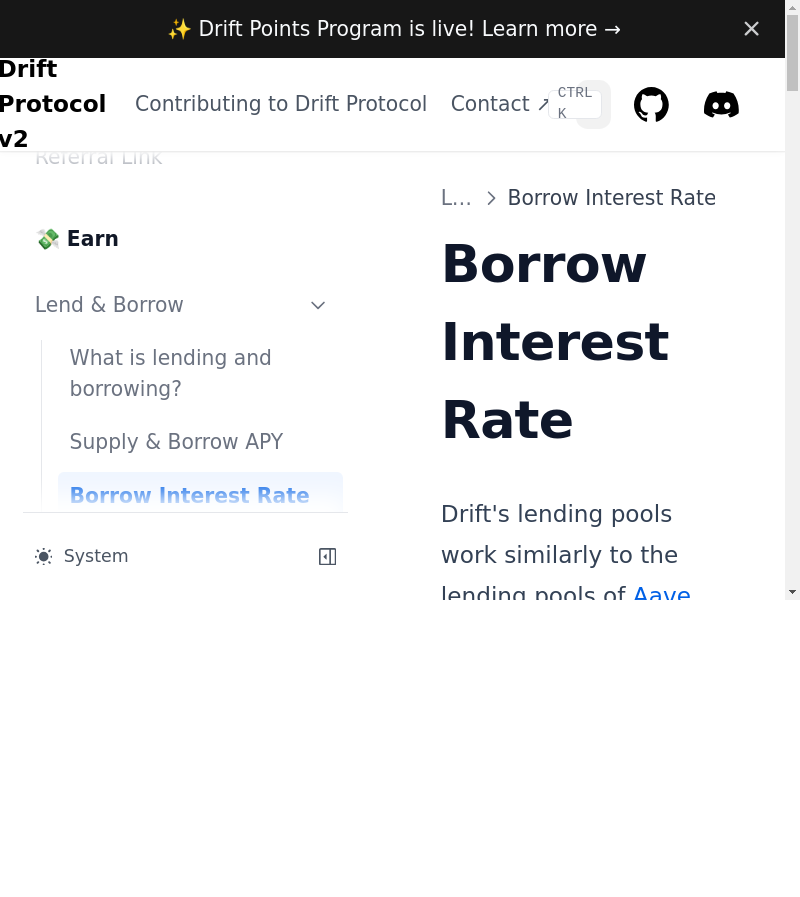 ✨ Drift Points Program is live! Learn more →
Drift
Protocol
v2
Contributing to Drift Protocol
Contact ↗
CTRL
K
Referral Link
💸 Earn
Lend & Borrow
What is lending and
borrowing?
Supply & Borrow APY
Borrow Interest Rate
System
L… > Borrow Interest Rate
Borrow
Interest
Rate
Drift's lending pools
work similarly to the
lending pools of Aave